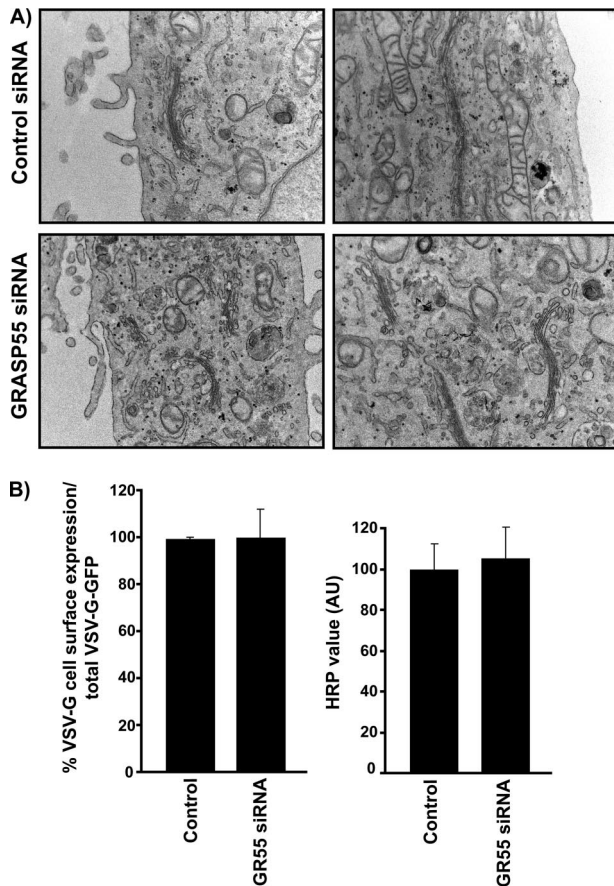 A)
Control siRNA
GRASP55 siRNA
B)
% VSV-G cell surface expression/
total VSV-G-GFP
120
100
80
60
40
20
0
Control
GR55 siRNA
HRP value (AU)
120
100
80
60
40
20
0
Control
GR55 siRNA